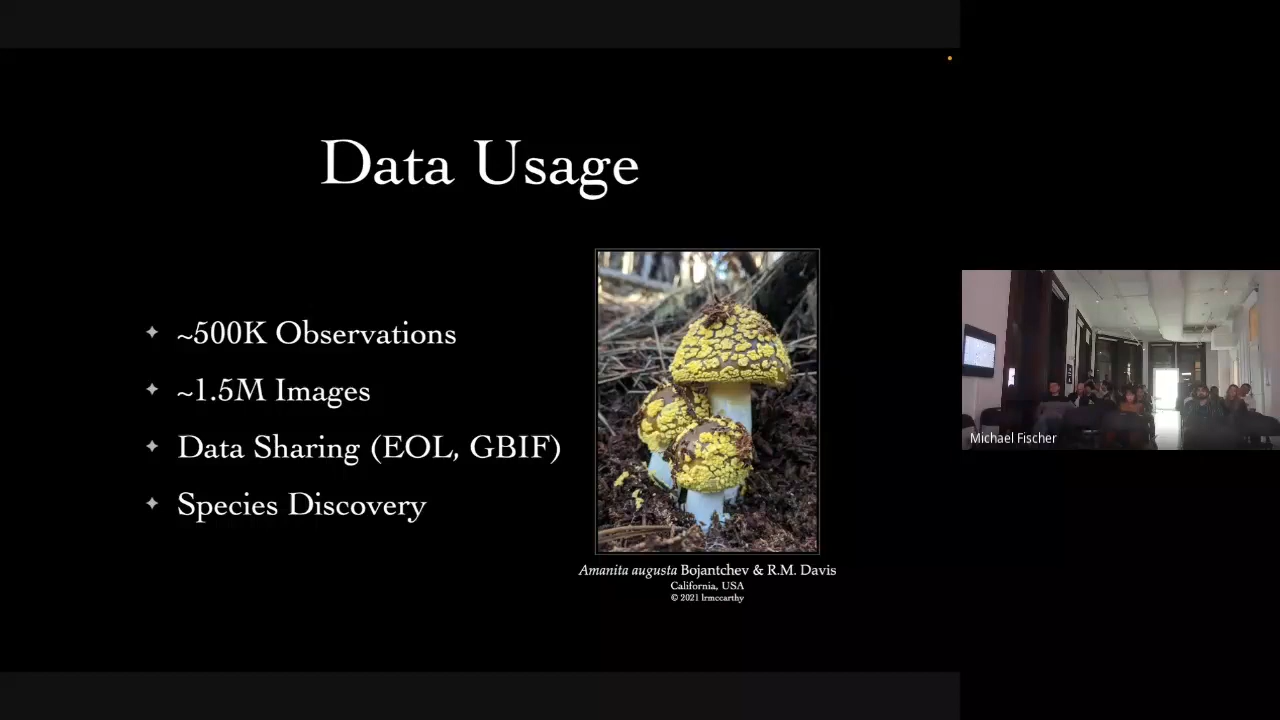 Data Usage
~500K Observations
~1.5M Images
Data Sharing (EOL, GBIF)
Species Discovery
Amanita augusta Bojantchev & R.M. Davis
California, USA
© 2021 lrmccarthy
Michael Fischer